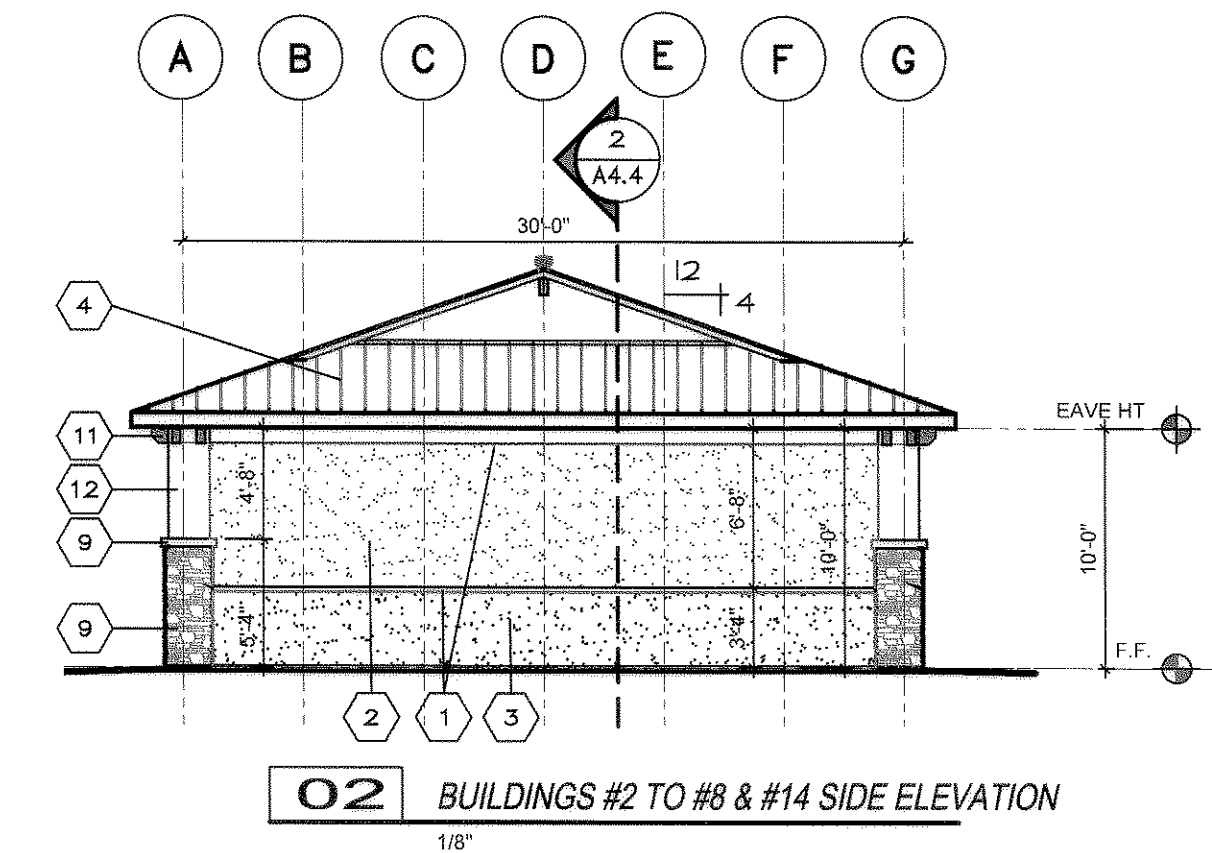 A B C D E F G
2
A4.4
30'-0"
12
4
4
EAVE HT
11
4'-8"
12
6'-8"
9
10'-0"
10'-0"
9
5'-4"
3'-4"
F.F.
2 1 3
02 BUILDINGS #2 TO #8 & #14 SIDE ELEVATION
1/8"